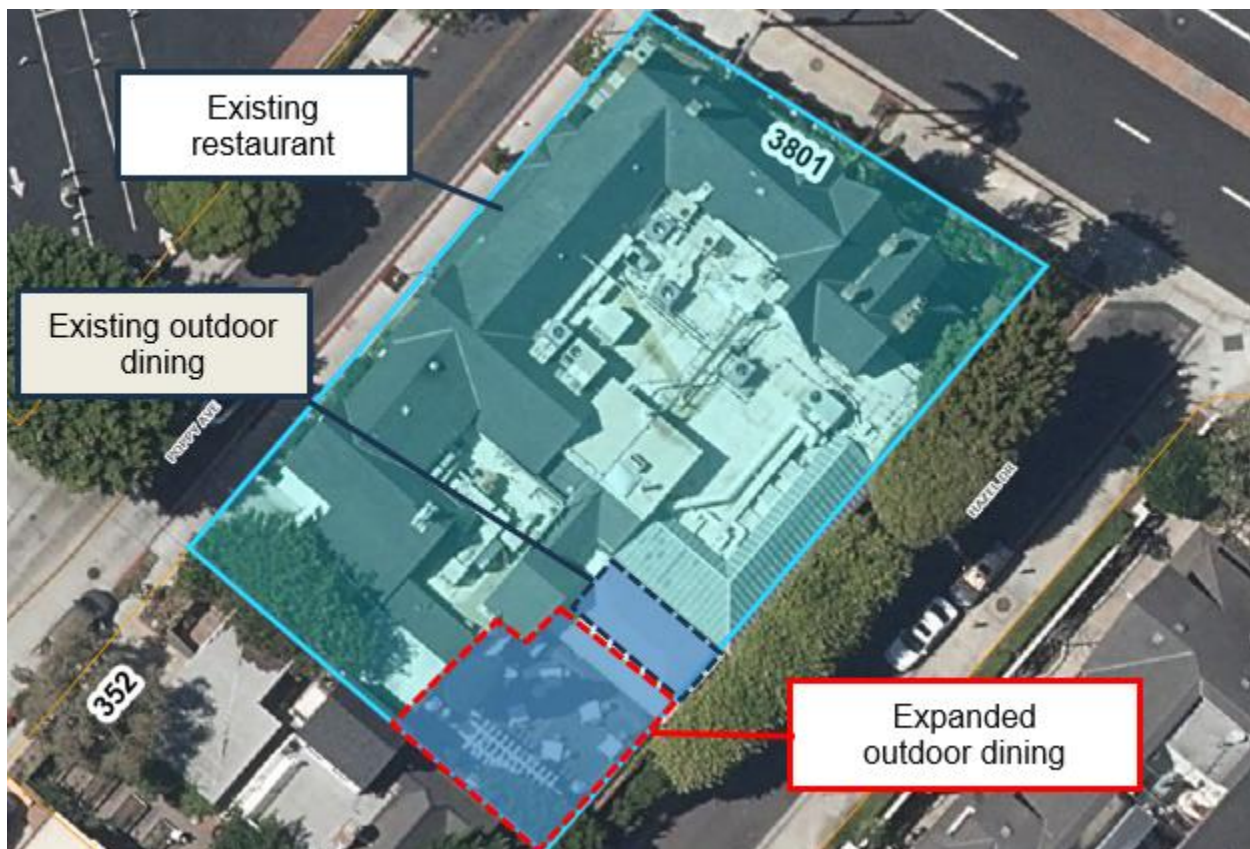 Existing
restaurant
3801
Existing outdoor
dining
POPPY AVE
HAZEL DR
352
Expanded
outdoor dining